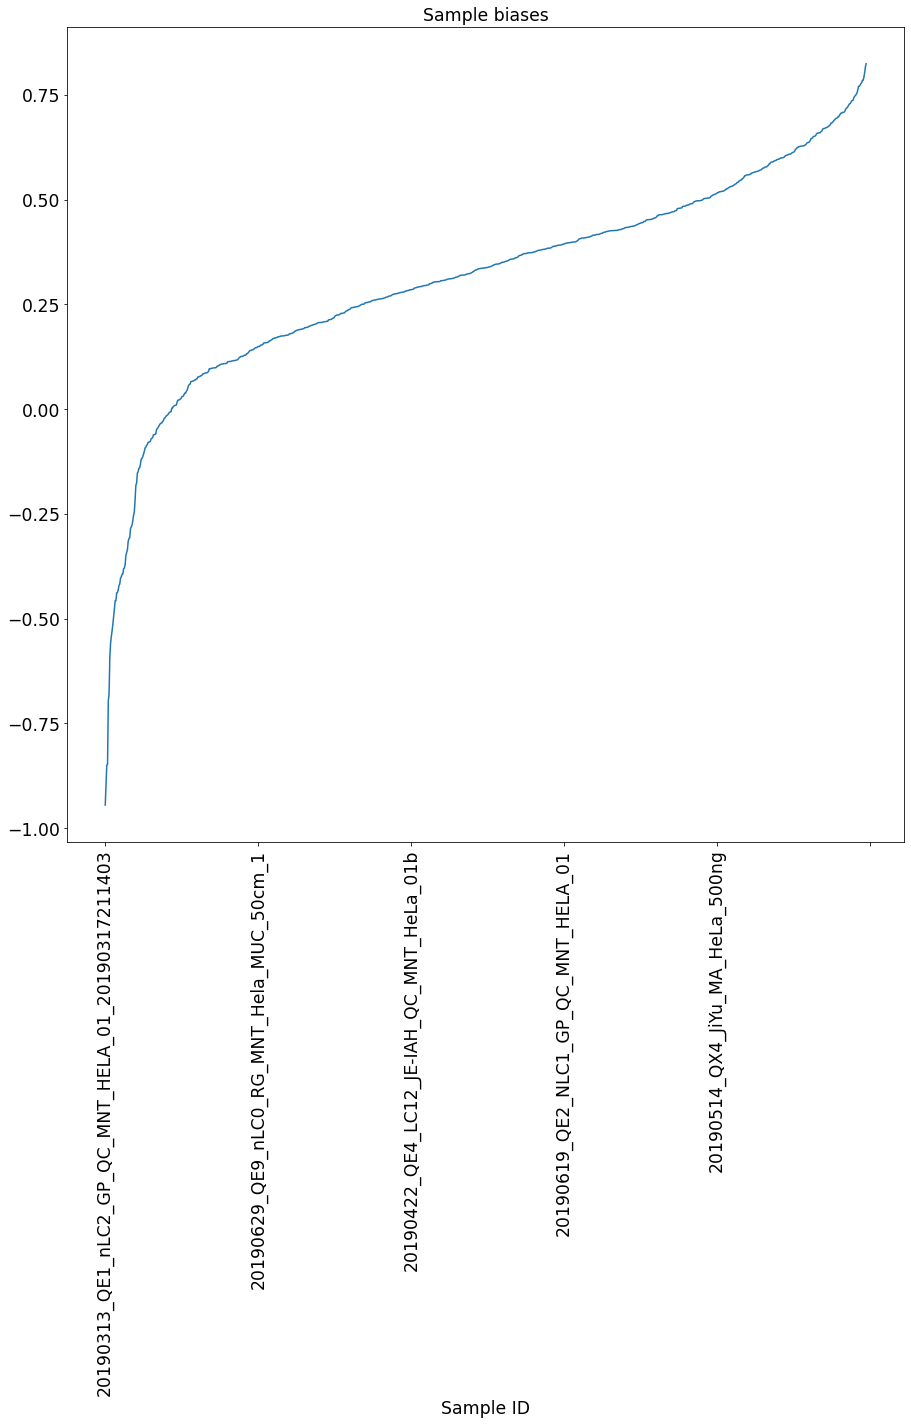 Sample biases
0.75
0.50
0.25
0.00
−0.25
−0.50
−0.75
−1.00
20190313_QE1_nLC2_GP_QC_MNT_HELA_01_20190317211403
20190629_QE9_nLC0_RG_MNT_Hela_MUC_50cm_1
20190422_QE4_LC12_JE-IAH_QC_MNT_HeLa_01b
20190619_QE2_NLC1_GP_QC_MNT_HELA_01
20190514_QX4_JiYu_MA_HeLa_500ng
Sample ID